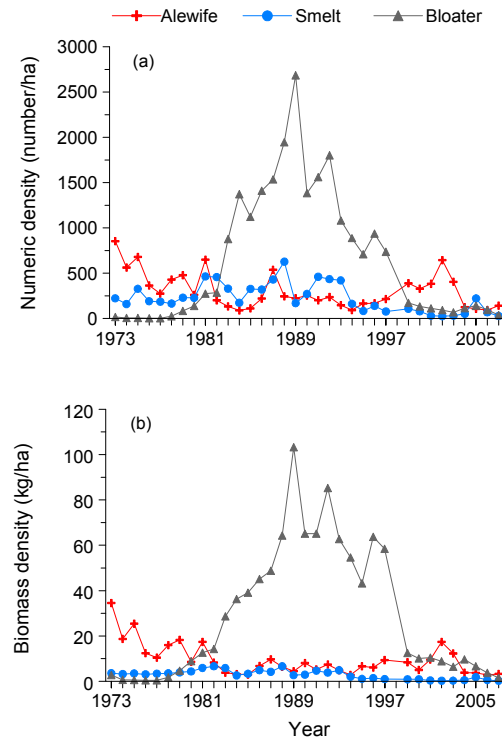 Alewife Smelt Bloater
(a)
Numeric density (number/ha)
3000
2500
2000
1500
1000
500
0
1973 1981 1989 1997 2005
(b)
Biomass density (kg/ha)
120
100
80
60
40
20
0
1973 1981 1989 1997 2005
Year